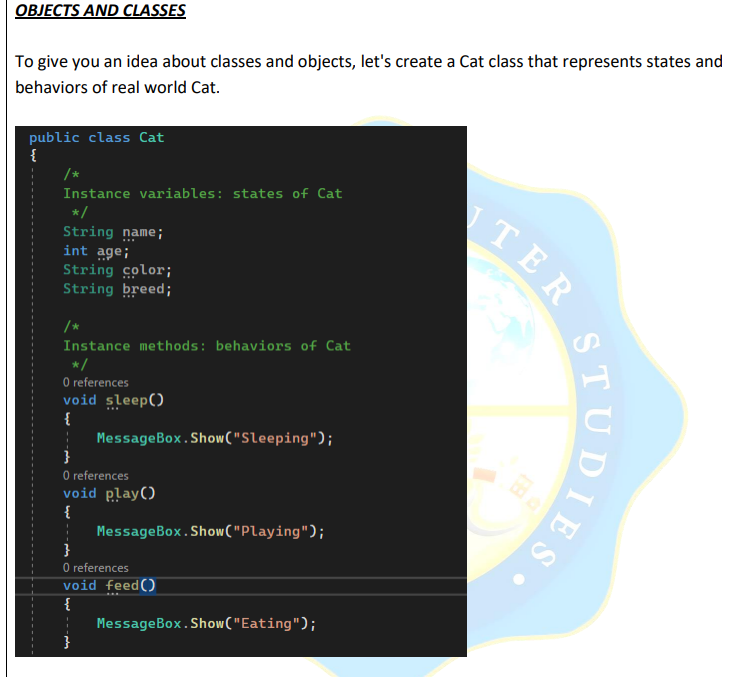 OBJECTS AND CLASSES
To give you an idea about classes and objects, let's create a Cat class that represents states and
behaviors of real world Cat.
public class Cat
{
/*
Instance variables: states of Cat
*/
String name;
int age;
String color;
String breed;
/*
Instance methods: behaviors of Cat
*/
0 references
void sleep()
{
MessageBox.Show("Sleeping");
}
0 references
void play()
{
MessageBox.Show("Playing");
}
0 references
void feed()
{
MessageBox.Show("Eating");
}
UTER STUDIES •